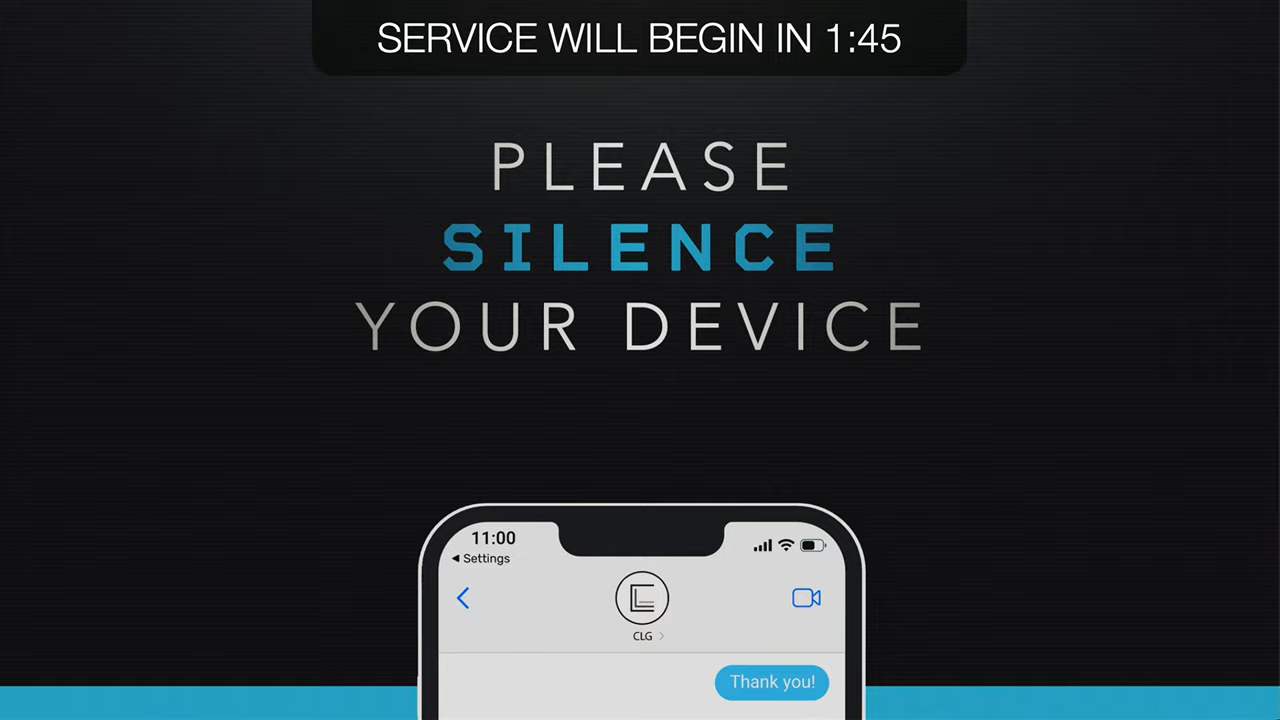 SERVICE WILL BEGIN IN 1:45
PLEASE
SILENCE
YOUR DEVICE
11:00
Settings
CLG
Thank you!